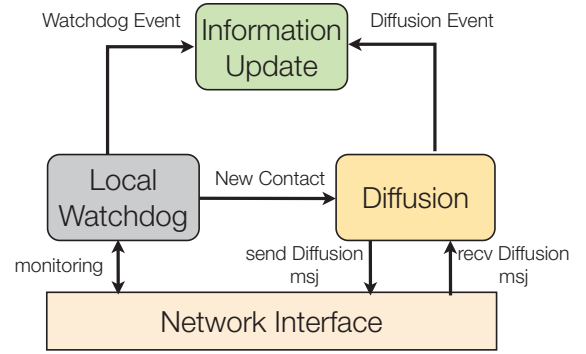 Watchdog Event
Diffusion Event
Information
Update
Local
Watchdog
New Contact
Diffusion
monitoring
send Diffusion
msj
recv Diffusion
msj
Network Interface